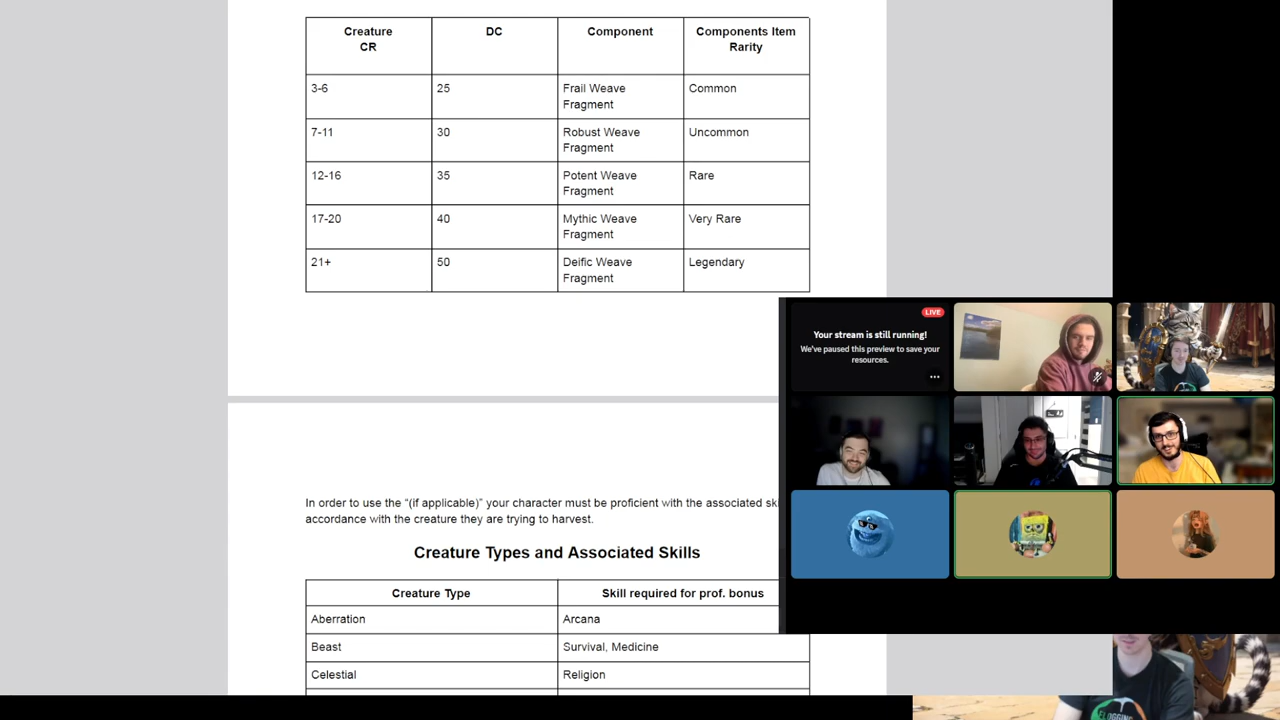 Creature
CR
DC
Component
Components Item
Rarity
3-6
25
Frail Weave
Fragment
Common
7-11
30
Robust Weave
Fragment
Uncommon
12-16
35
Potent Weave
Fragment
Rare
17-20
40
Mythic Weave
Fragment
Very Rare
21+
50
Deific Weave
Fragment
Legendary
LIVE
Your stream is still running!
We've paused this preview to save your
resources.
In order to use the "(if applicable)" your character must be proficient with the associated
accordance with the creature they are trying to harvest.
Creature Types and Associated Skills
Creature Type
Skill required for prof. bonus
Aberration
Arcana
Beast
Survival, Medicine
Celestial
Religion